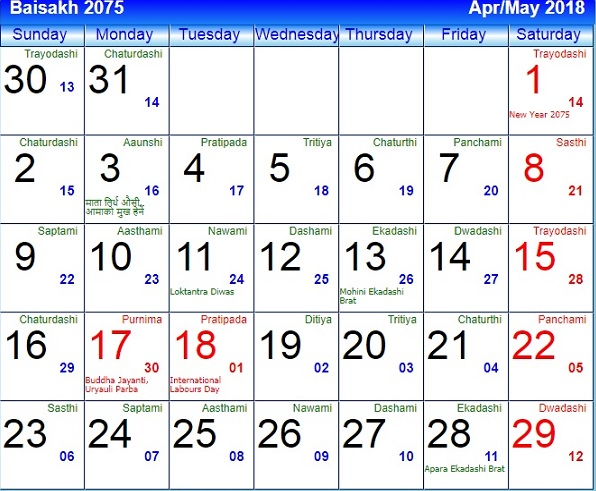 Baisakh 2075 Apr/May 2018
Sunday Monday Tuesday Wednesday Thursday Friday Saturday
Trayodashi Chaturdashi Trayodashi
30 13 31 14 1 14
New Year 2075
Chaturdashi Aaunshi Pratipada Tritiya Chaturthi Panchami Sasthi
2 15 3 16 4 17 5 18 6 19 7 20 8 21
माता तिर्थ औसी,
आमाको मुख हेर्ने
Saptami Aasthami Nawami Dashami Ekadashi Dwadashi Trayodashi
9 22 10 23 11 24 12 25 13 26 14 27 15 28
Loktantra Diwas Mohini Ekadashi
Brat
Chaturdashi Purnima Pratipada Ditiya Tritiya Chaturthi Panchami
16 29 17 30 18 01 19 02 20 03 21 04 22 05
Buddha Jayanti, International
Uryauli Parba Labours Day
Sasthi Saptami Aasthami Nawami Dashami Ekadashi Dwadashi
23 06 24 07 25 08 26 09 27 10 28 11 29 12
Apara Ekadashi Brat